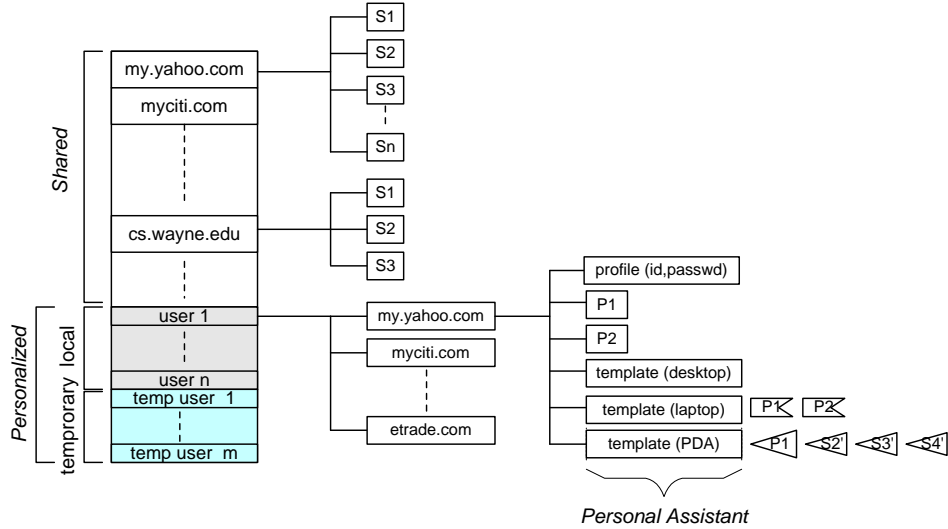 S1
my.yahoo.com
S2
myciti.com
S3
Sn
Shared
S1
cs.wayne.edu
S2
S3
profile (id,passwd)
user 1
my.yahoo.com
P1
myciti.com
P2
Personalized
local
user n
template (desktop)
temprorary
temp user 1
template (laptop)
P1
P2
etrade.com
temp user m
template (PDA)
P1
S2'
S3'
S4'
Personal Assistant